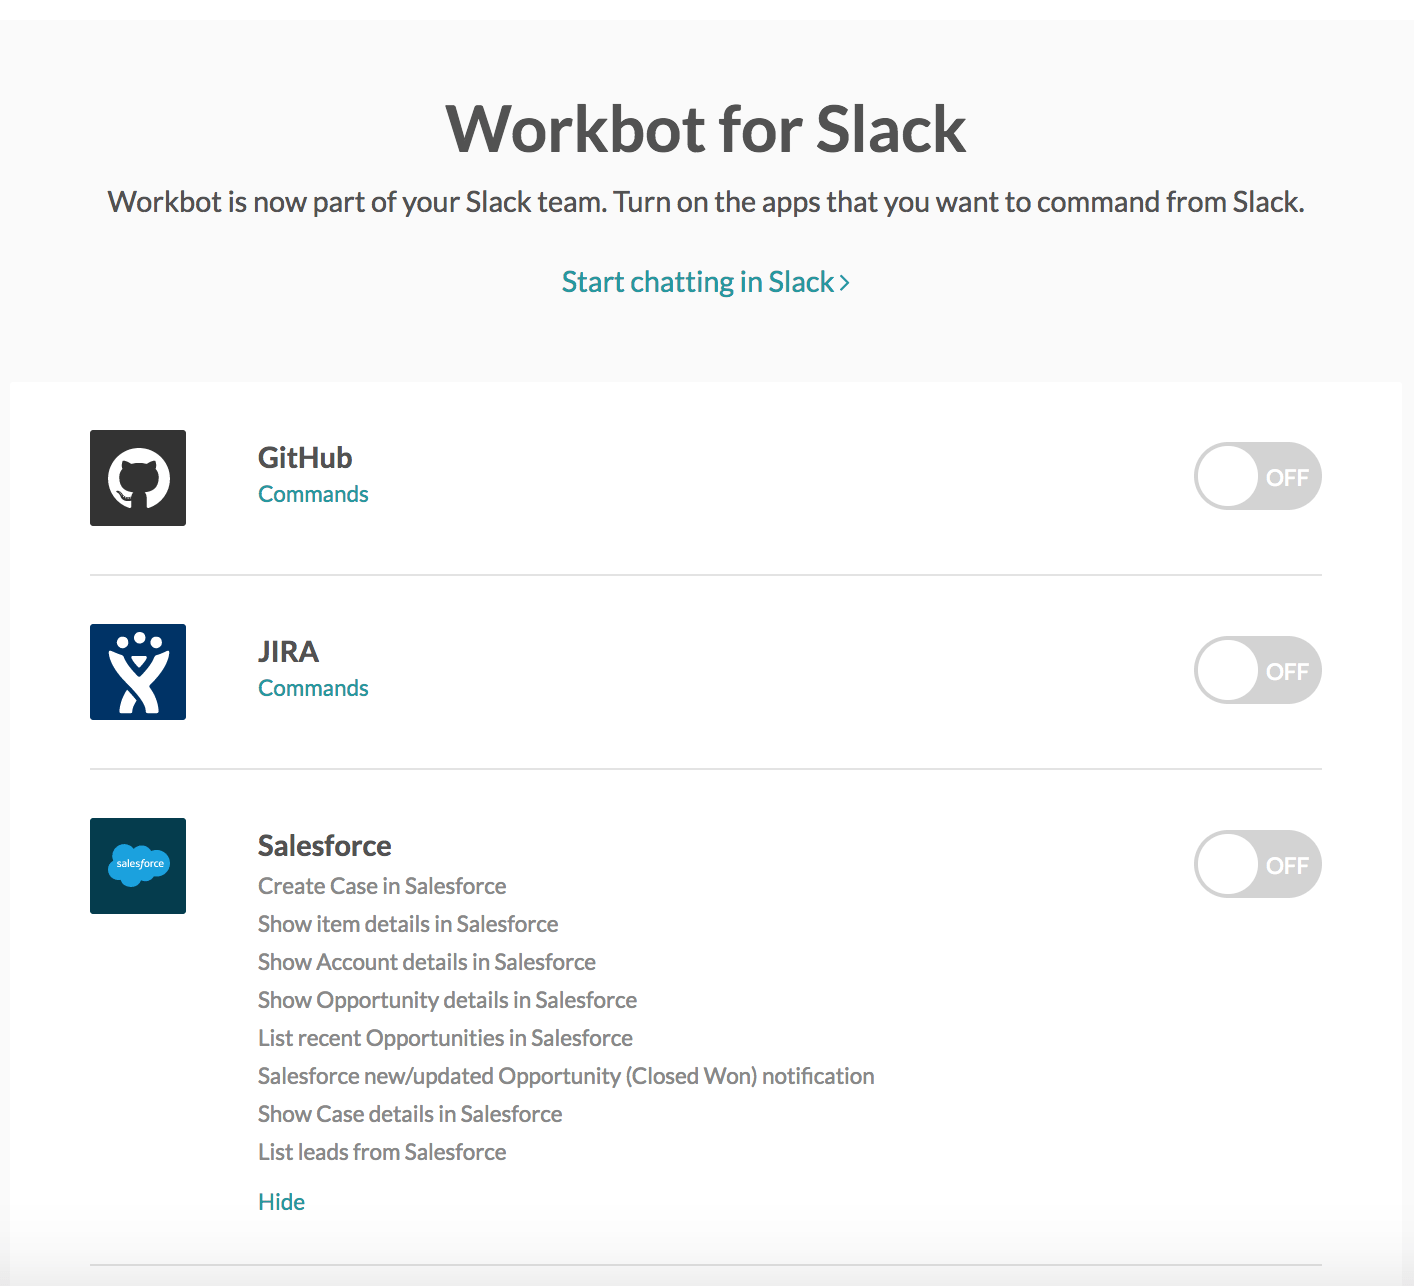 Workbot for Slack
Workbot is now part of your Slack team. Turn on the apps that you want to command from Slack.
Start chatting in Slack >
GitHub
Commands
OFF
JIRA
Commands
OFF
salesforce
Salesforce
OFF
Create Case in Salesforce
Show item details in Salesforce
Show Account details in Salesforce
Show Opportunity details in Salesforce
List recent Opportunities in Salesforce
Salesforce new/updated Opportunity (Closed Won) notification
Show Case details in Salesforce
List leads from Salesforce
Hide